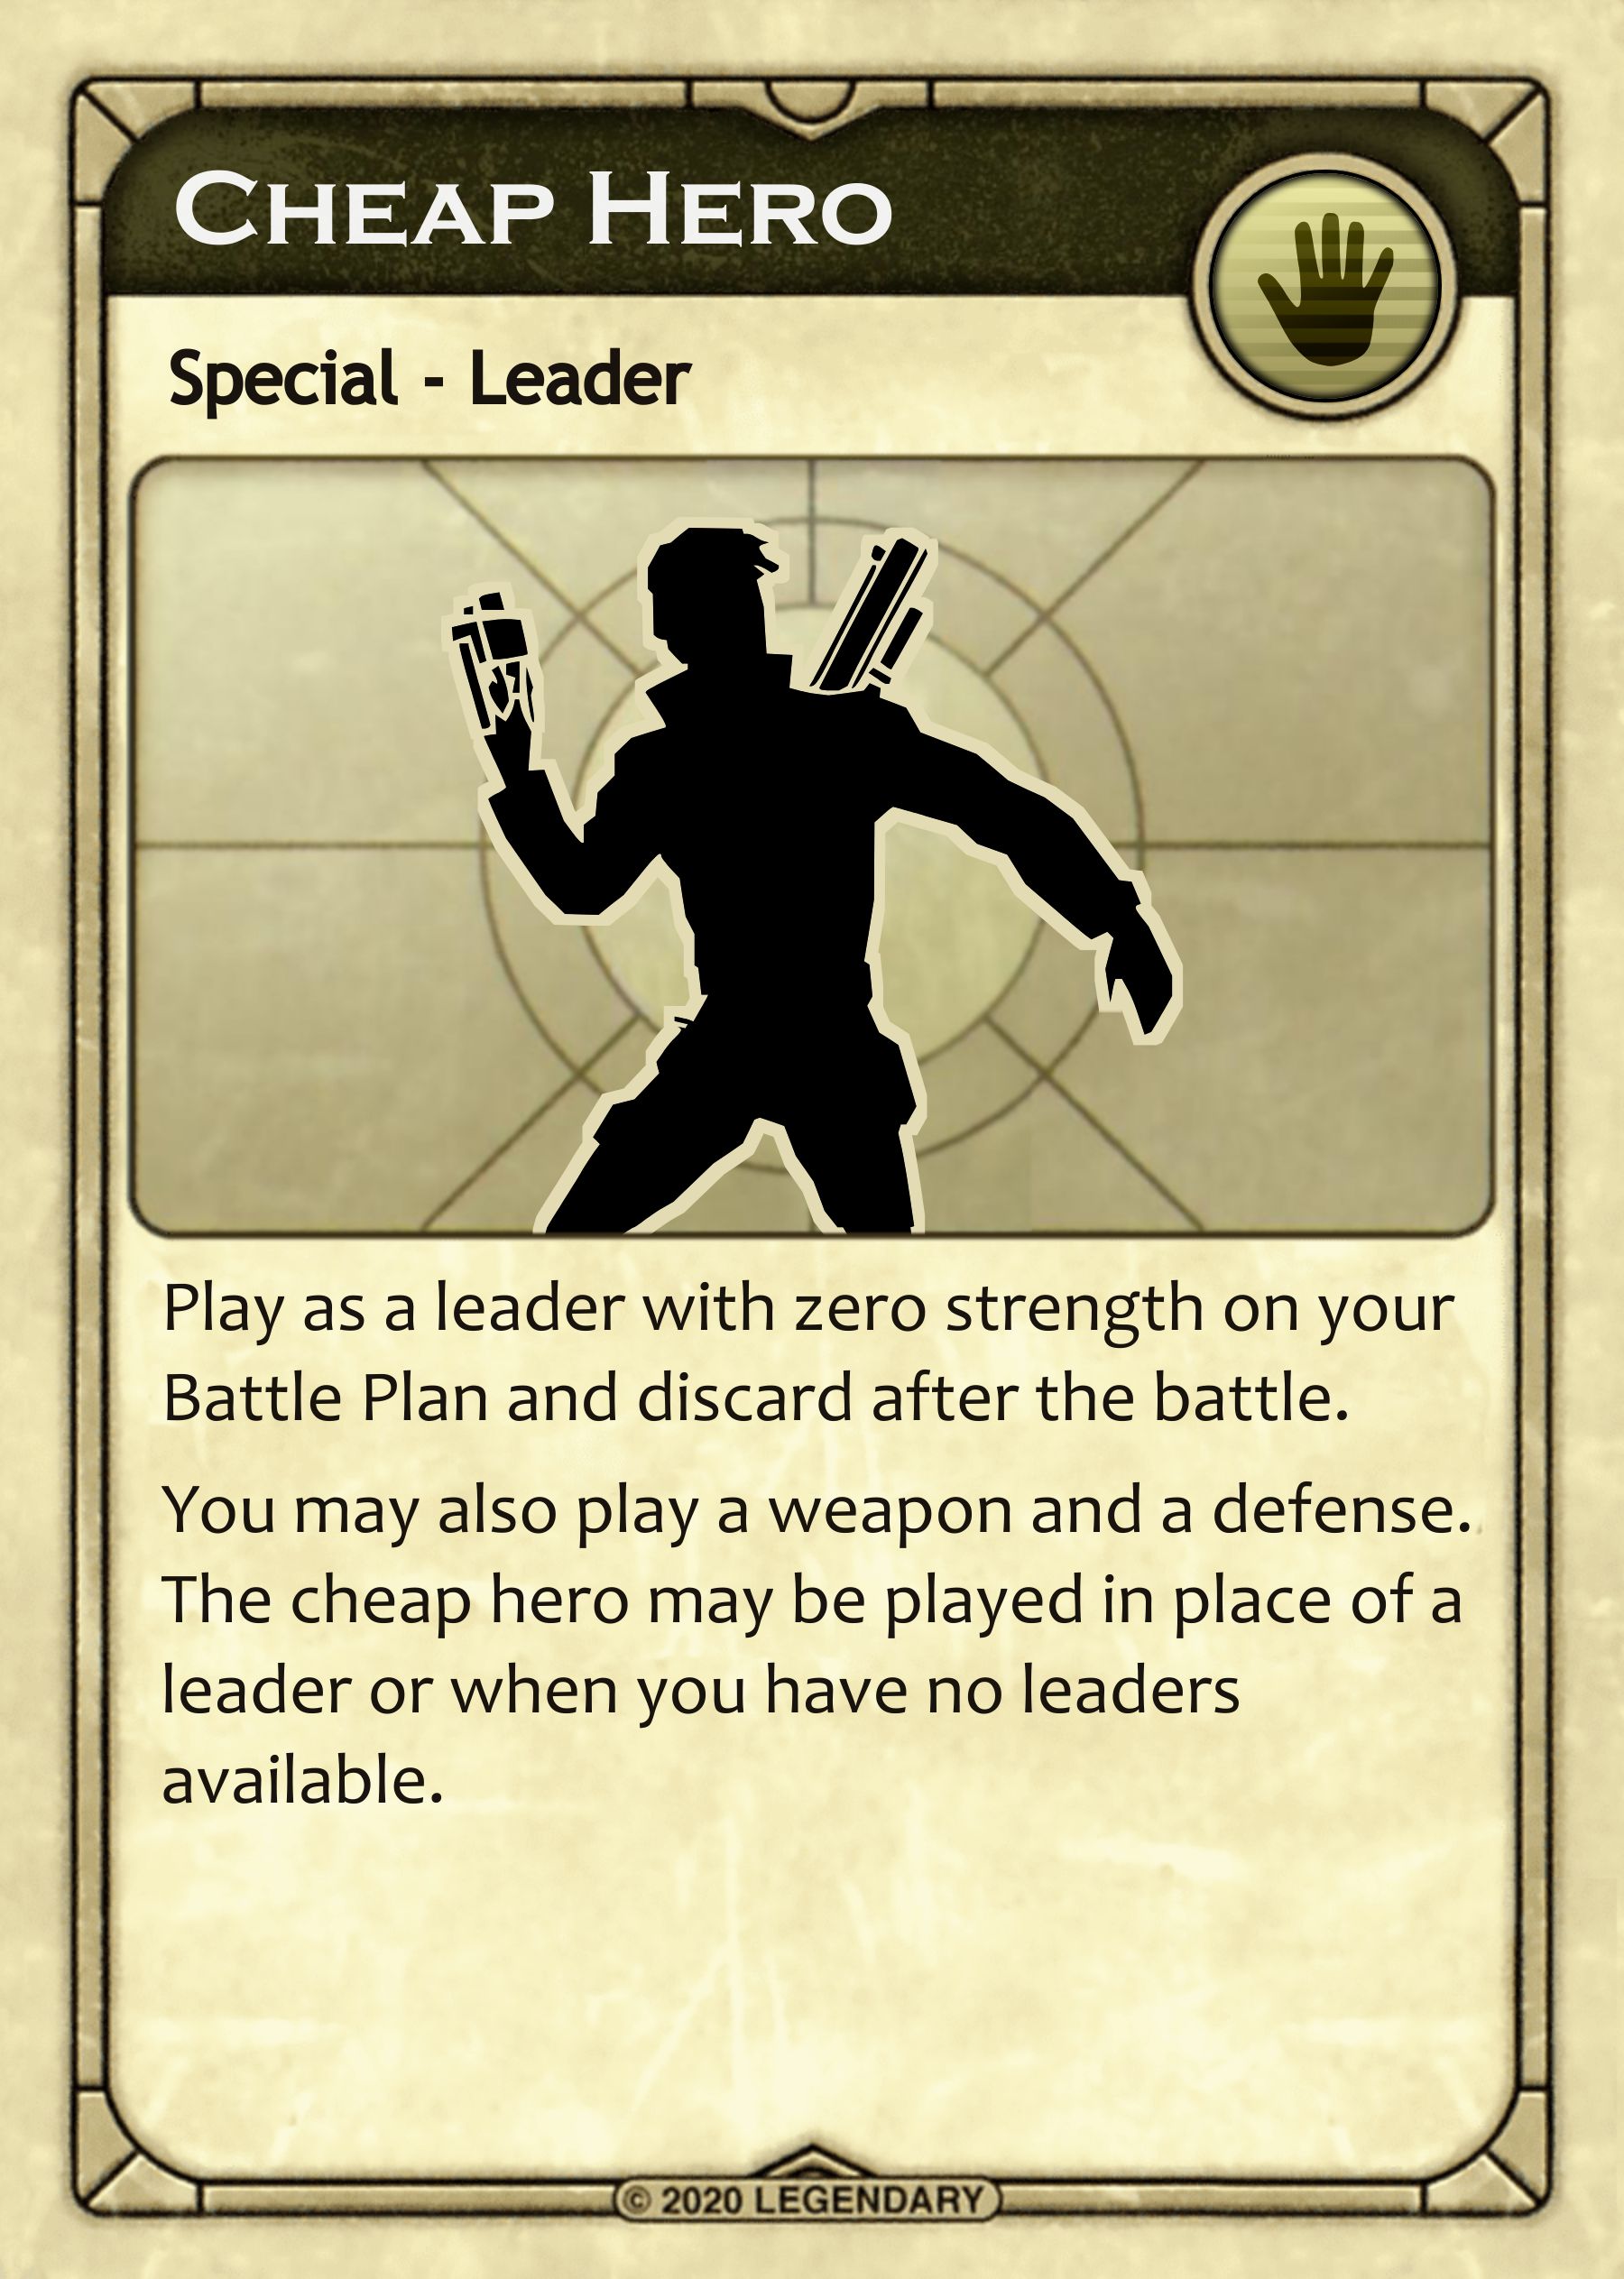 Cheap Hero
Special - Leader
Play as a leader with zero strength on your
Battle Plan and discard after the battle.
You may also play a weapon and a defense.
The cheap hero may be played in place of a
leader or when you have no leaders
available.
© 2020 LEGENDARY